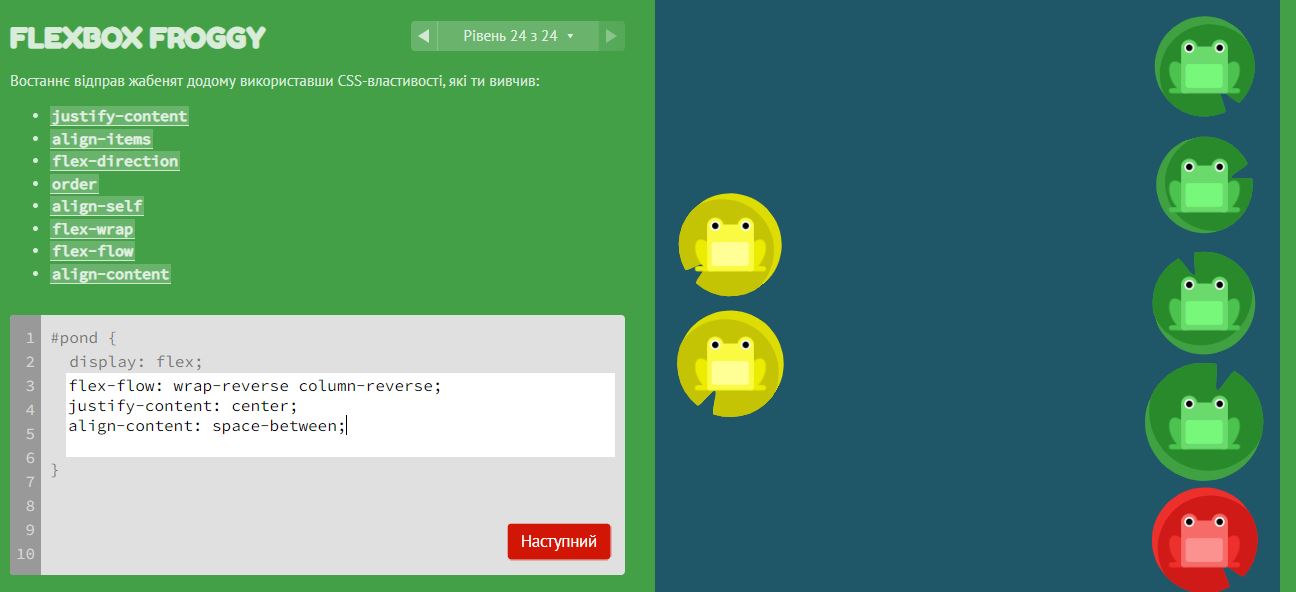 FLEXBOX FROGGY
Рівень 24 з 24
Востаннє відправ жабенят додому використавши CSS-властивості, які ти вивчив:
justify-content
align-items
flex-direction
order
align-self
flex-wrap
flex-flow
align-content
1 #pond {
2 display: flex;
3 flex-flow: wrap-reverse column-reverse;
4 justify-content: center;
5 align-content: space-between;
6
7 }
8
9
10
Наступний